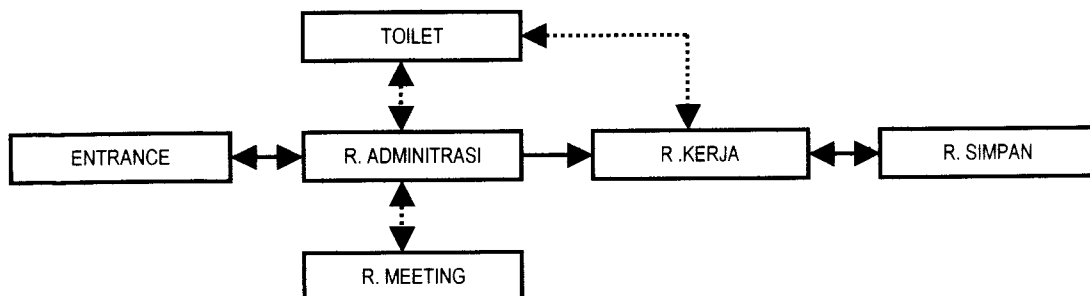 TOILET
ENTRANCE
R. ADMINITRASI
R .KERJA
R. SIMPAN
R. MEETING